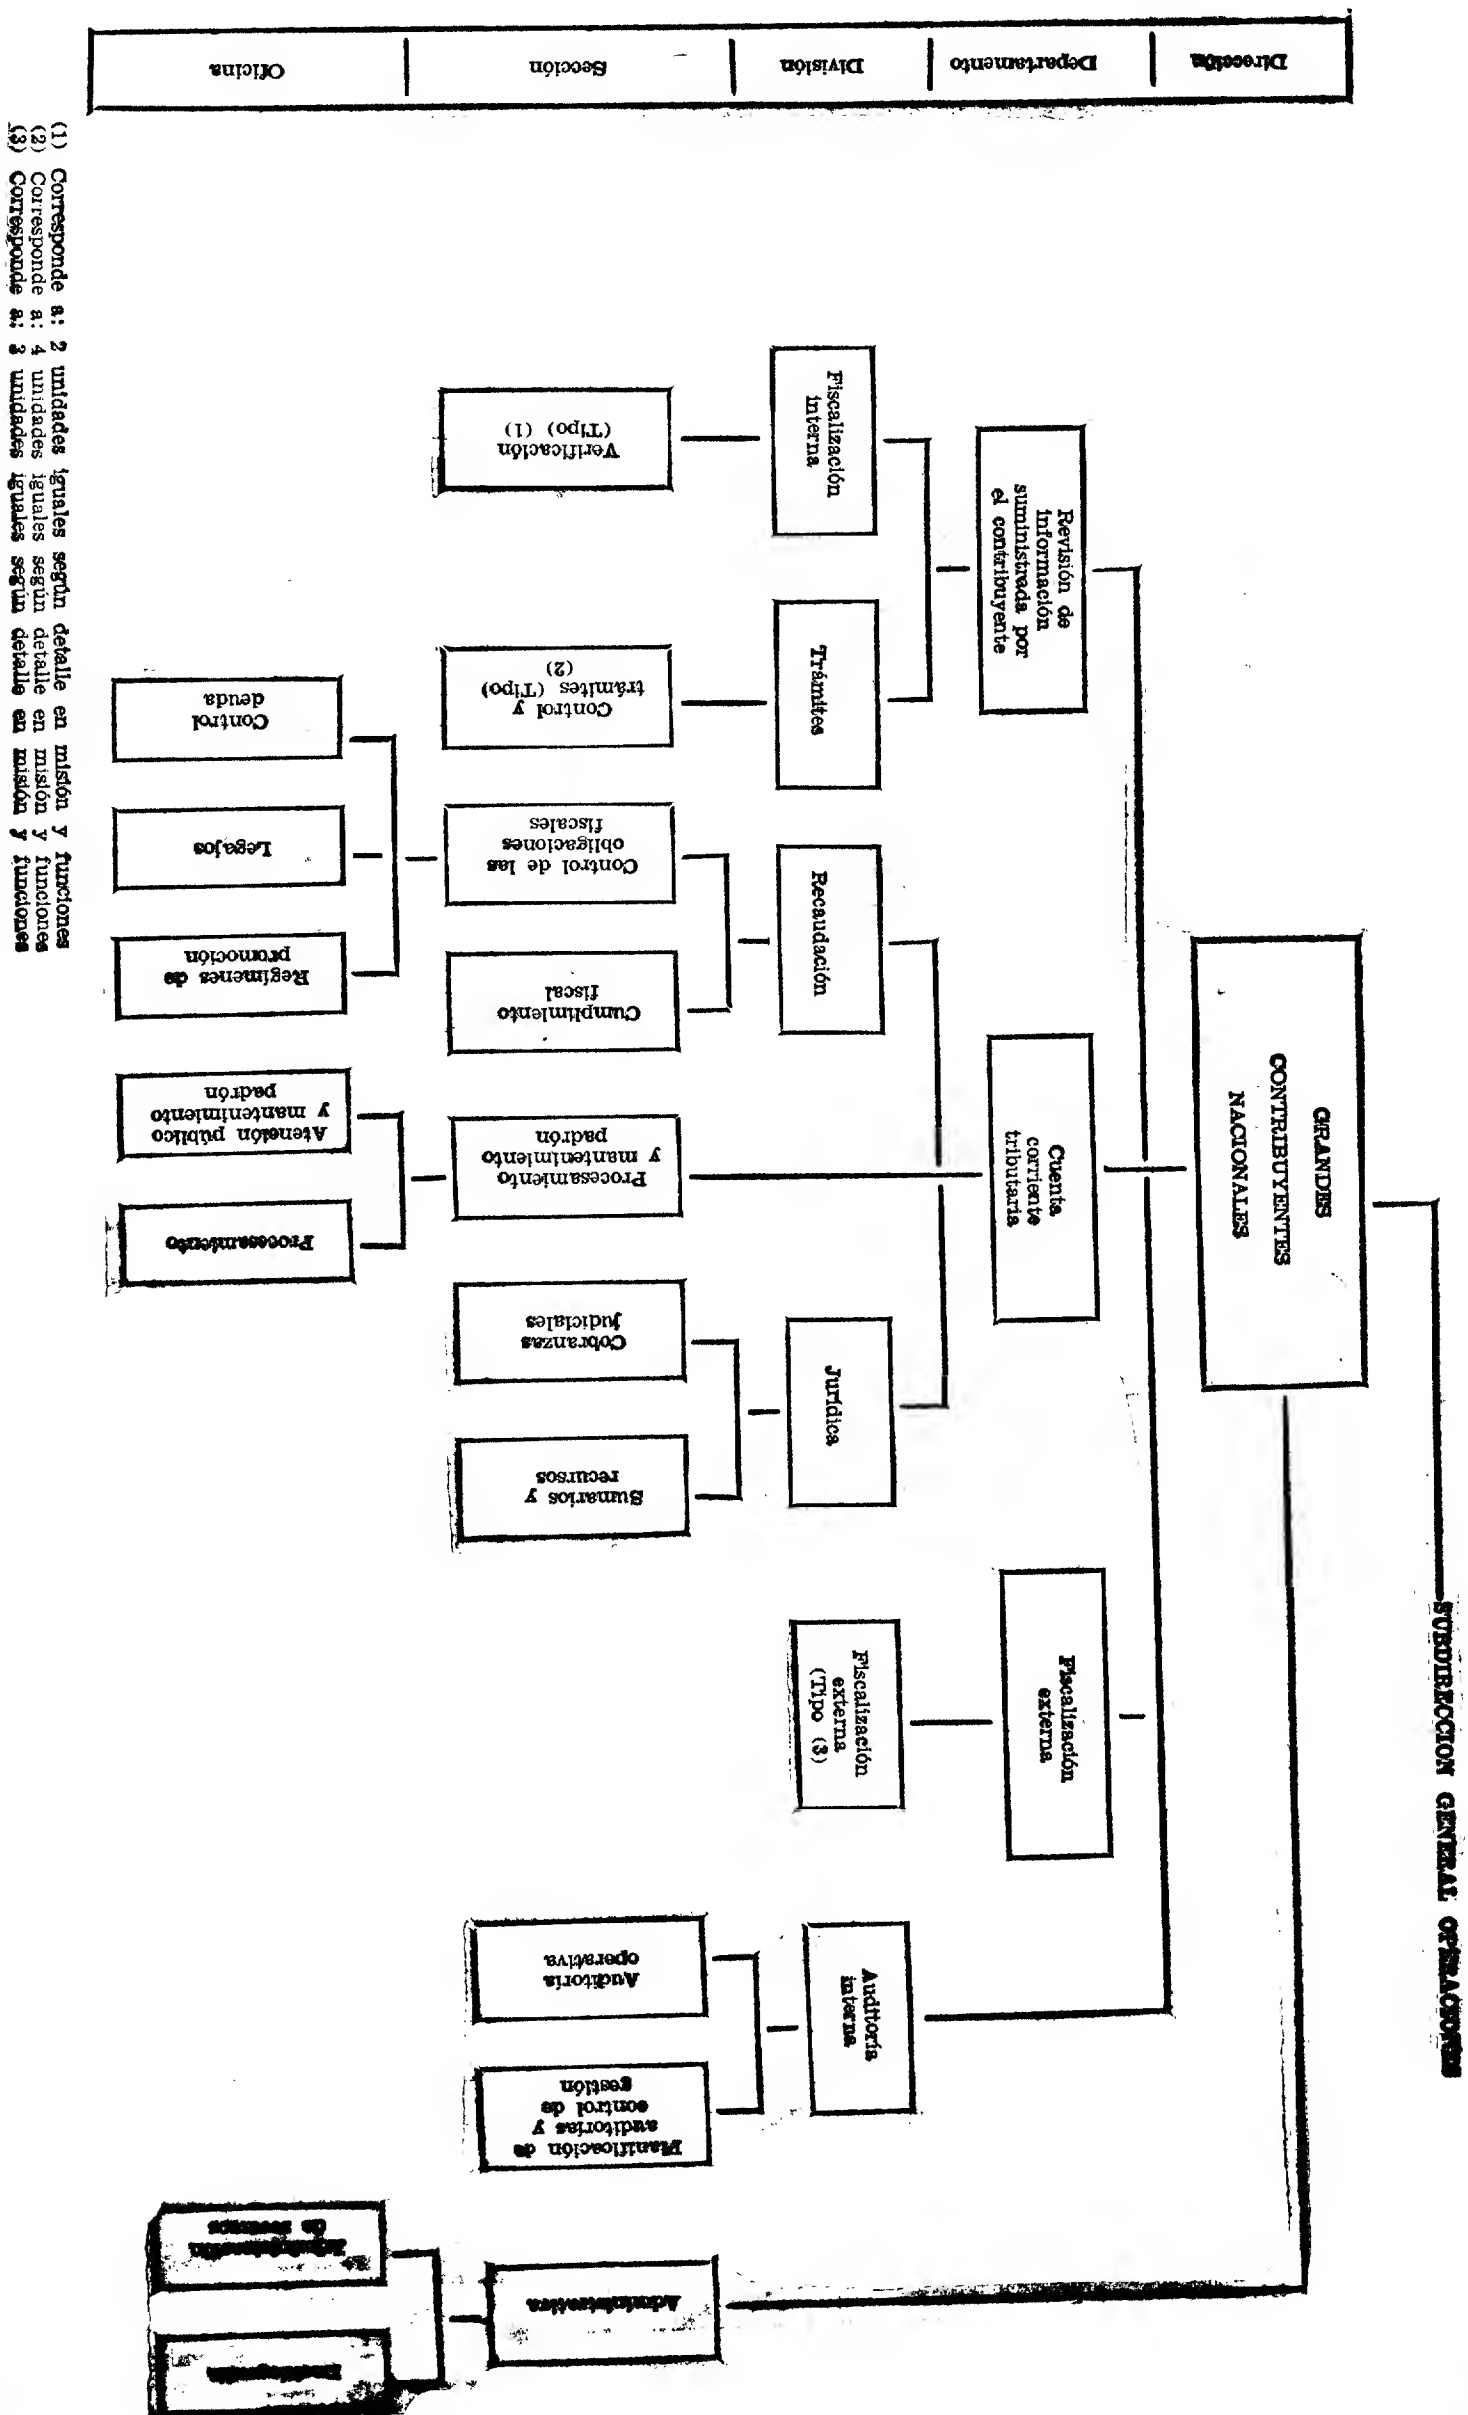 SUBDIRECCION GENERAL OPERACIONES
GRANDES
CONTRIBUYENTES
NACIONALES
Dirección
Departamento
División
Sección
Oficina
Revisión de
información
suministrada por
el contribuyente
Cuenta
corriente
tributaria
Fiscalización
externa
Fiscalización
interna
Trámites
Recaudación
Jurídica
Fiscalización
externa
(Tipo (3)
Auditoría
interna
Verificación
(Tipo) (1)
Control y
trámites (Tipo)
(2)
Control de las
obligaciones
fiscales
Cumplimiento
fiscal
Procesamiento
y mantenimiento
padrón
Cobranzas
judiciales
Sumarios y
recursos
Auditoría
operativa
Planificación de
auditorías y
control de
gestión
Administrativa
Control
deuda
Legajos
Regímenes de
promoción
Atención público
y mantenimiento
padrón
Procesamiento
de
(1) Corresponde a: 2 unidades iguales según detalle en misión y funciones
(2) Corresponde a: 4 unidades iguales según detalle en misión y funciones
(3) Corresponde a: 3 unidades iguales según detalle en misión y funciones